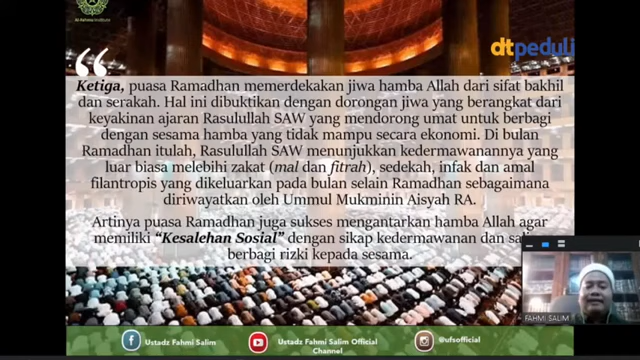 Al-Fahmu Institute
dtpeduli
“
Ketiga, puasa Ramadhan memerdekakan jiwa hamba Allah dari sifat bakhil
dan serakah. Hal ini dibuktikan dengan dorongan jiwa yang berangkat dari
keyakinan ajaran Rasulullah SAW yang mendorong umat untuk berbagi
dengan sesama hamba yang tidak mampu secara ekonomi. Di bulan
Ramadhan itulah, Rasulullah SAW menunjukkan kedermawanannya yang
luar biasa melebihi zakat (mal dan fitrah), sedekah, infak dan amal
filantropis yang dikeluarkan pada bulan selain Ramadhan sebagaimana
diriwayatkan oleh Ummul Mukminin Aisyah RA.
Artinya puasa Ramadhan juga sukses mengantarkan hamba Allah agar
memiliki “Kesalehan Sosial” dengan sikap kedermawanan dan
berbagi rizki kepada sesama.
FAHMI SALIM
Ustadz Fahmi Salim
Ustadz Fahmi Salim Official
Channel
@ufsofficial